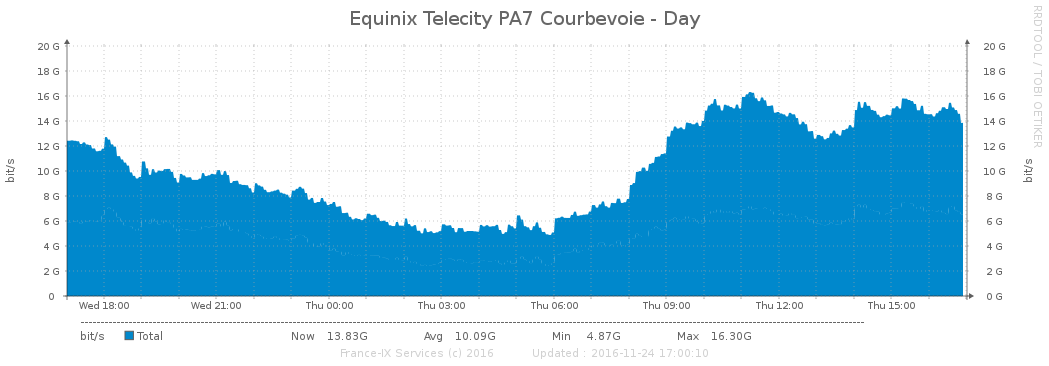 Equinix Telecity PA7 Courbevoie - Day
RRDTOOL / TOBI OETIKER
bit/s
20 G 20 G
18 G 18 G
16 G 16 G
14 G 14 G
12 G 12 G
10 G 10 G
8 G 8 G
6 G 6 G
4 G 4 G
2 G 2 G
0 0 G
bit/s
Wed 18:00 Wed 21:00 Thu 00:00 Thu 03:00 Thu 06:00 Thu 09:00 Thu 12:00 Thu 15:00
bit/s Total Now 13.83G Avg 10.09G Min 4.87G Max 16.30G
France-IX Services (c) 2016 Updated : 2016-11-24 17:00:10